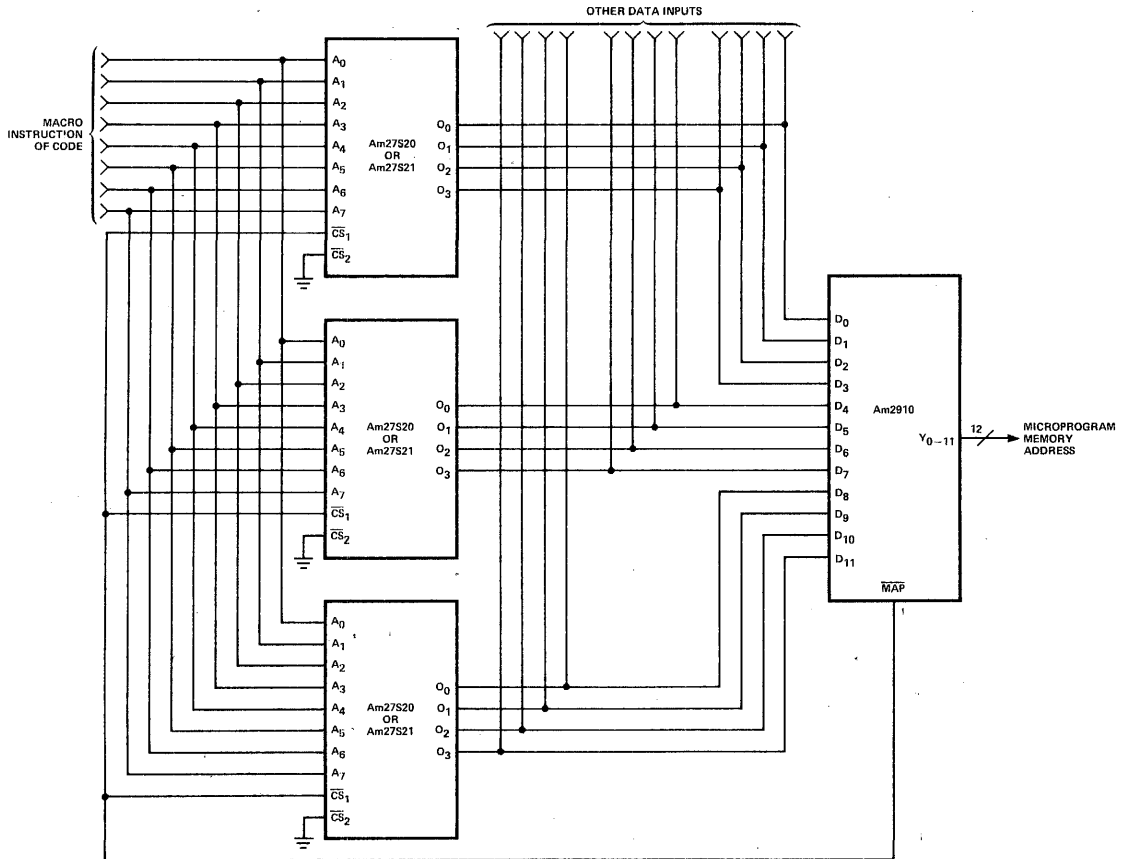 OTHER DATA INPUTS
MACRO
INSTRUCT'ON
OF CODE
A0
A1
A2
A3
A4
A5
A6
A7
CS1
CS2
Am27S20
OR
Am27S21
O0
O1
O2
O3
A0
A1
A2
A3
A4
A5
A6
A7
CS1
CS2
Am27S20
OR
Am27S21
O0
O1
O2
O3
A0
A1
A2
A3
A4
A5
A6
A7
CS1
CS2
Am27S20
OR
Am27S21
O0
O1
O2
O3
D0
D1
D2
D3
D4
D5
D6
D7
D8
D9
D10
D11
Am2910
Y0–11
MAP
12
MICROPROGRAM
MEMORY
ADDRESS